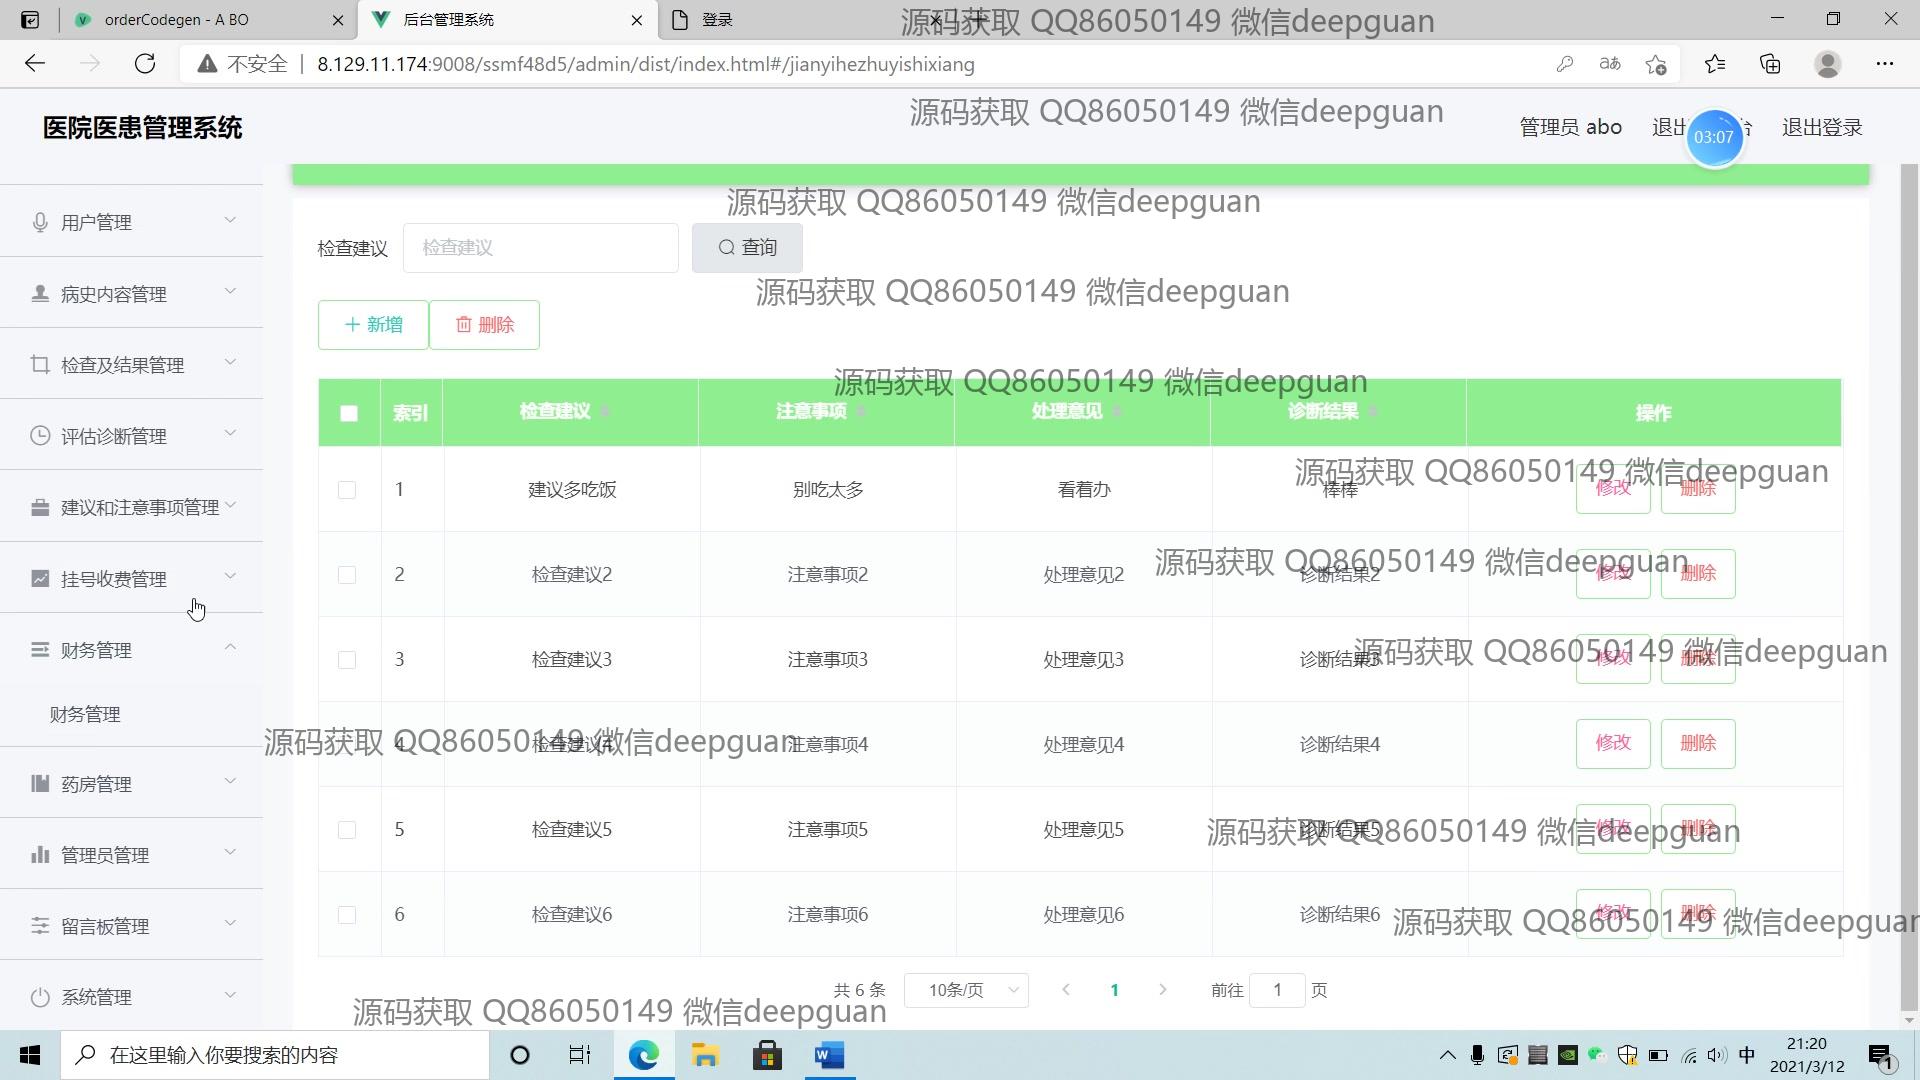 orderCodegen - A BO
后台管理系统
登录
源码获取 QQ86050149 微信deepguan
不安全
8.129.11.174:9008/ssmf48d5/admin/dist/index.html#/jianyihezhuyishixiang
源码获取 QQ86050149 微信deepguan
医院医患管理系统
管理员 abo
退出
台
03:07
退出登录
源码获取 QQ86050149 微信deepguan
用户管理
检查建议
检查建议
查询
源码获取 QQ86050149 微信deepguan
病史内容管理
新增
删除
检查及结果管理
源码获取 QQ86050149 微信deepguan
索引 检查建议 注意事项 处理意见 诊断结果 操作
评估诊断管理
源码获取 QQ86050149 微信deepguan
1 建议多吃饭 别吃太多 看着办 棒棒 修改 删除
建议和注意事项管理
源码获取 QQ86050149 微信deepguan
2 检查建议2 注意事项2 处理意见2 诊断结果2 修改 删除
挂号收费管理
源码获取 QQ86050149 微信deepguan
3 检查建议3 注意事项3 处理意见3 诊断结果3 修改 删除
财务管理
财务管理
源码获取 QQ86050149 微信deepguan
4 检查建议4 注意事项4 处理意见4 诊断结果4 修改 删除
药房管理
源码获取 QQ86050149 微信deepguan
5 检查建议5 注意事项5 处理意见5 诊断结果5 修改 删除
管理员管理
源码获取 QQ86050149 微信deepguan
6 检查建议6 注意事项6 处理意见6 诊断结果6 修改 删除
留言板管理
共 6 条 10条/页 1 前往 1 页
系统管理
源码获取 QQ86050149 微信deepguan
在这里输入你要搜索的内容
中
21:20
2021/3/12
1